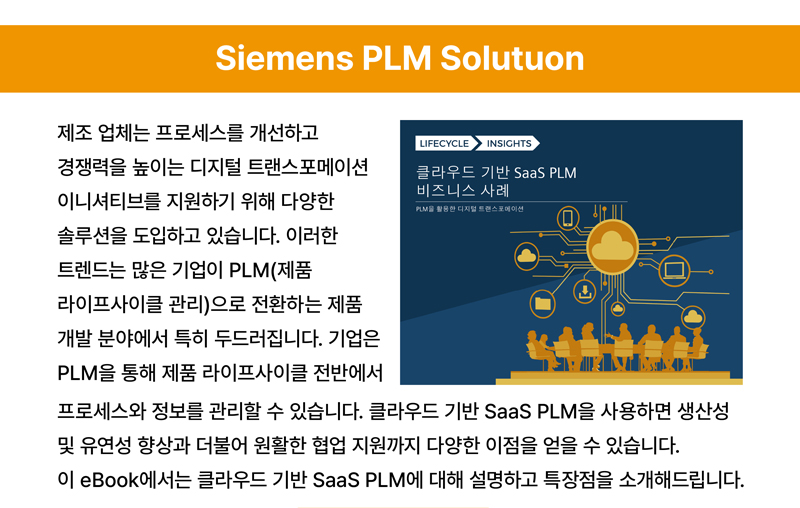 Siemens PLM Solutuon
제조 업체는 프로세스를 개선하고
경쟁력을 높이는 디지털 트랜스포메이션
이니셔티브를 지원하기 위해 다양한
솔루션을 도입하고 있습니다. 이러한
트렌드는 많은 기업이 PLM(제품
라이프사이클 관리)으로 전환하는 제품
개발 분야에서 특히 두드러집니다. 기업은
PLM을 통해 제품 라이프사이클 전반에서
LIFECYCLE INSIGHTS
클라우드 기반 SaaS PLM
비즈니스 사례
PLM을 활용한 디지털 트랜스포메이션
프로세스와 정보를 관리할 수 있습니다. 클라우드 기반 SaaS PLM을 사용하면 생산성
및 유연성 향상과 더불어 원활한 협업 지원까지 다양한 이점을 얻을 수 있습니다.
이 eBook에서는 클라우드 기반 SaaS PLM에 대해 설명하고 특장점을 소개해드립니다.